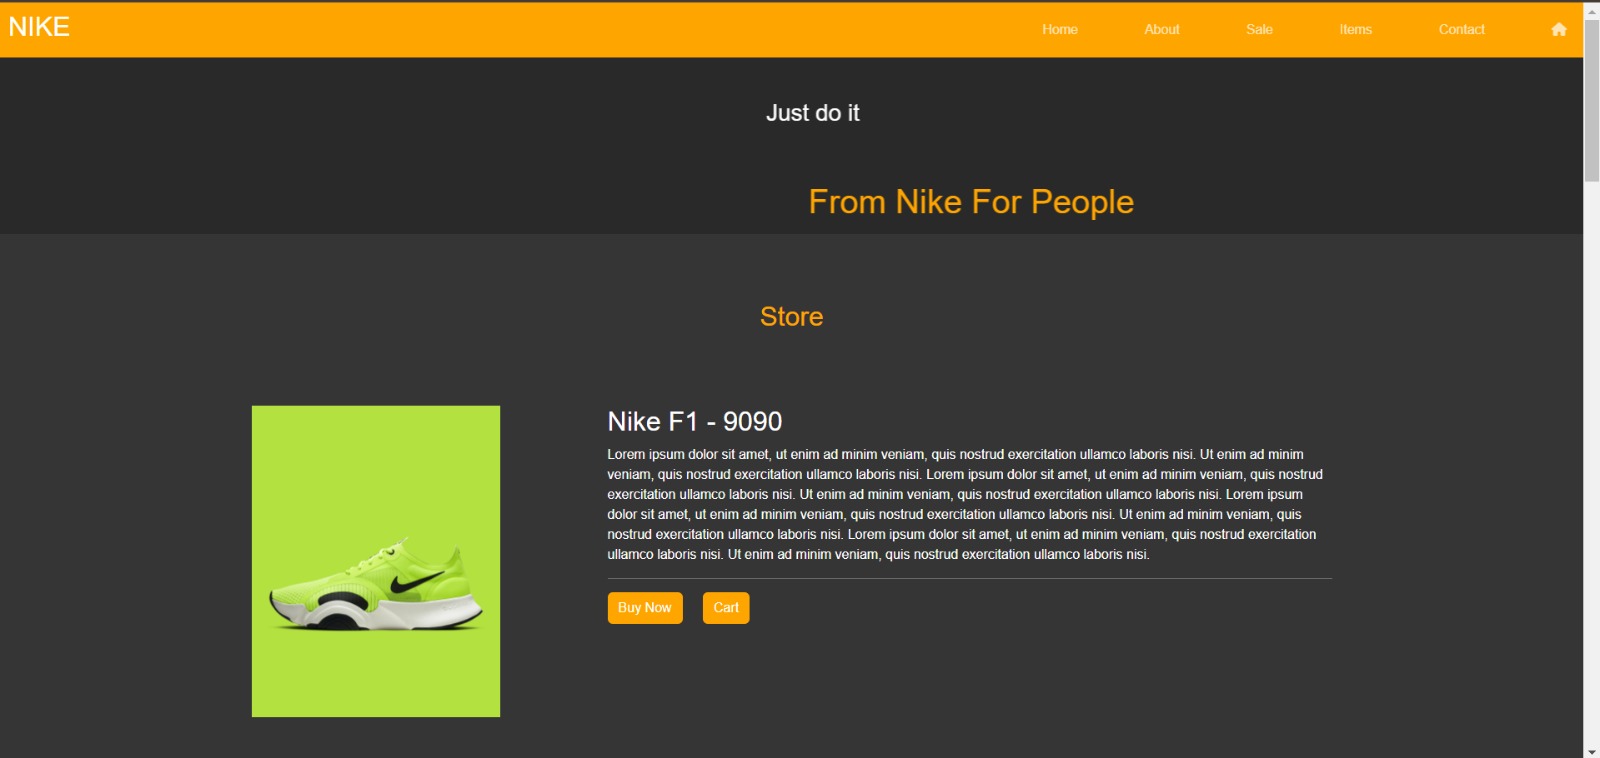 NIKE
Home About Sale Items Contact
Just do it
From Nike For People
Store
Nike F1 - 9090
Lorem ipsum dolor sit amet, ut enim ad minim veniam, quis nostrud exercitation ullamco laboris nisi. Ut enim ad minim
veniam, quis nostrud exercitation ullamco laboris nisi. Lorem ipsum dolor sit amet, ut enim ad minim veniam, quis nostrud
exercitation ullamco laboris nisi. Ut enim ad minim veniam, quis nostrud exercitation ullamco laboris nisi. Lorem ipsum
dolor sit amet, ut enim ad minim veniam, quis nostrud exercitation ullamco laboris nisi. Ut enim ad minim veniam, quis
nostrud exercitation ullamco laboris nisi. Lorem ipsum dolor sit amet, ut enim ad minim veniam, quis nostrud exercitation
ullamco laboris nisi. Ut enim ad minim veniam, quis nostrud exercitation ullamco laboris nisi.
Buy Now Cart